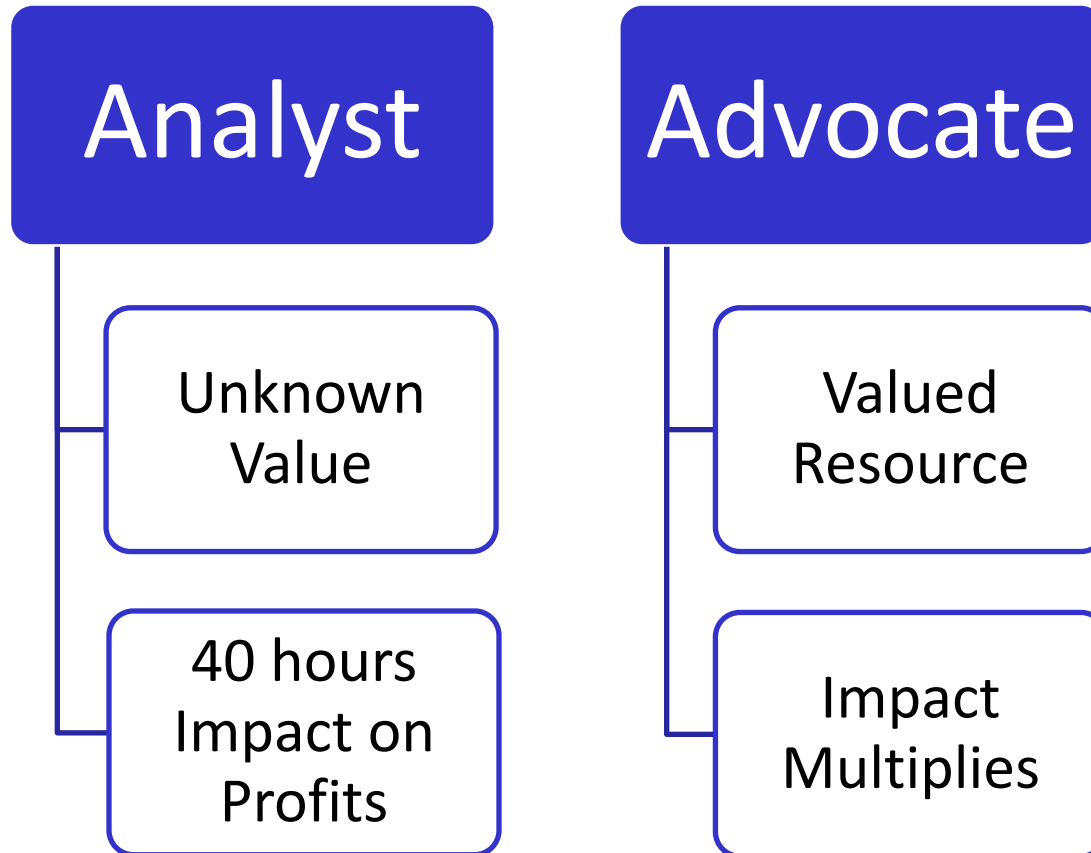 Analyst
Unknown
Value
40 hours
Impact on
Profits
Advocate
Valued
Resource
Impact
Multiplies